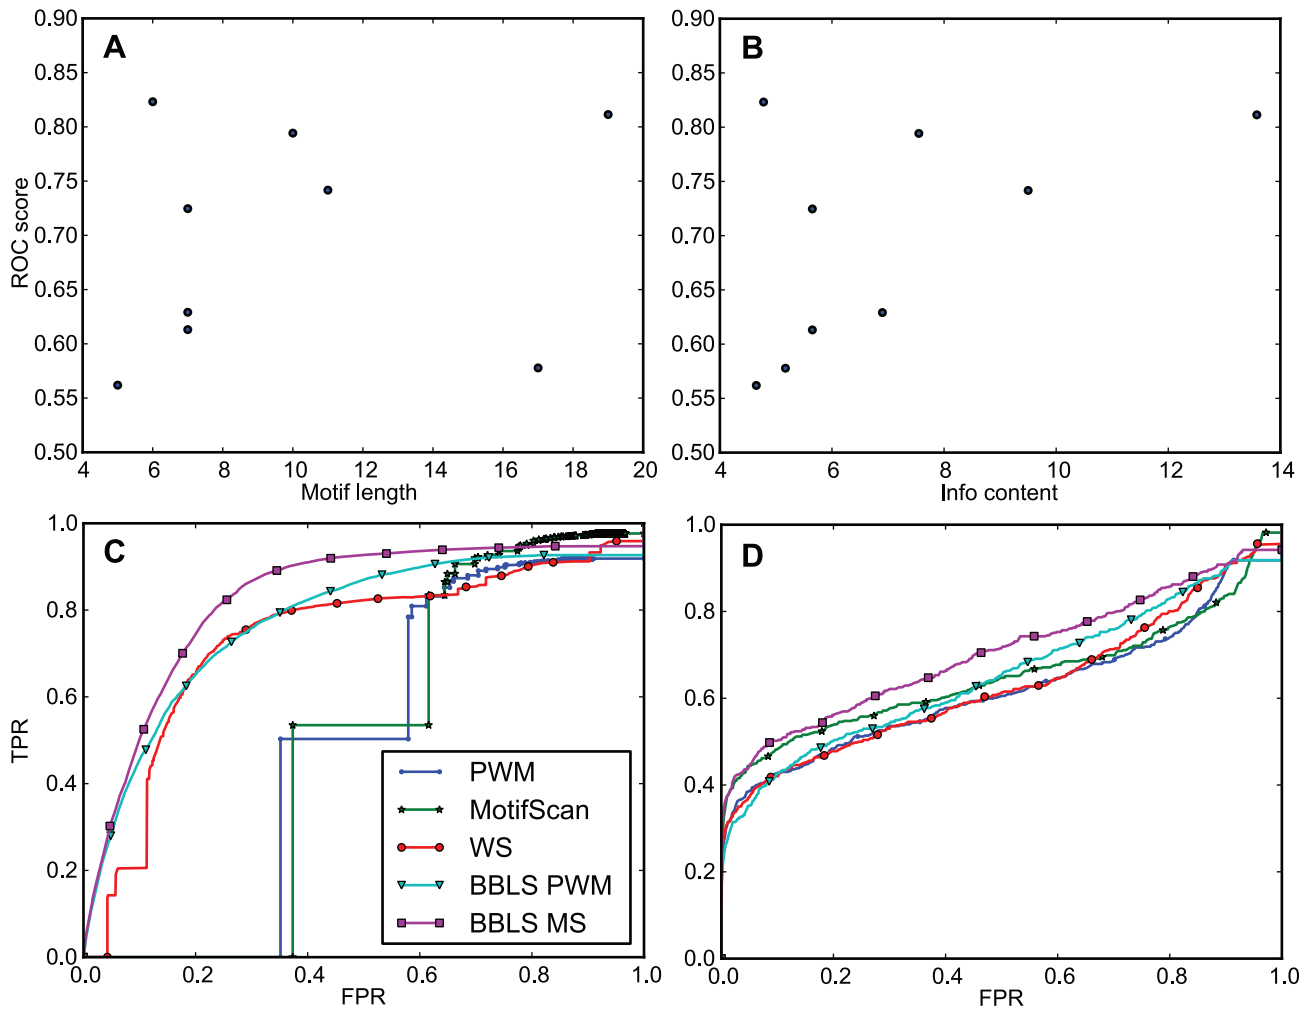 A
0.90
0.85
0.80
0.75
0.70
0.65
0.60
0.55
0.50
ROC score
4 6 8 10 12 14 16 18 20
Motif length
B
0.90
0.85
0.80
0.75
0.70
0.65
0.60
0.55
0.50
4 6 8 10 12 14
Info content
C
1.0
0.8
0.6
0.4
0.2
0.0
TPR
PWM
MotifScan
WS
BBLS PWM
BBLS MS
0.0 0.2 0.4 0.6 0.8 1.0
FPR
D
1.0
0.8
0.6
0.4
0.2
0.0
0.0 0.2 0.4 0.6 0.8 1.0
FPR